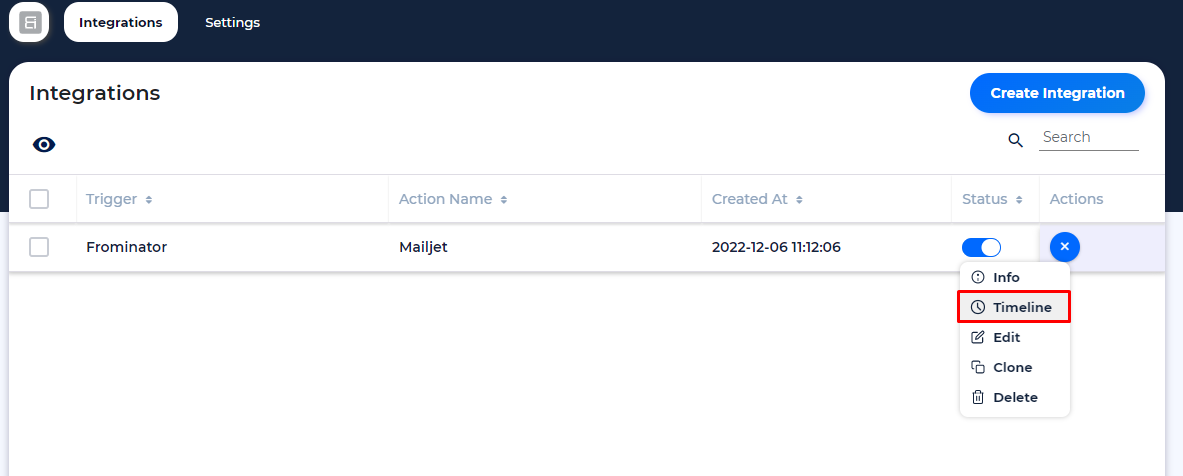 Integrations Settings
Integrations
Create Integration
Search
Trigger Action Name Created At Status Actions
Frominator Mailjet 2022-12-06 11:12:06
Info
Timeline
Edit
Clone
Delete